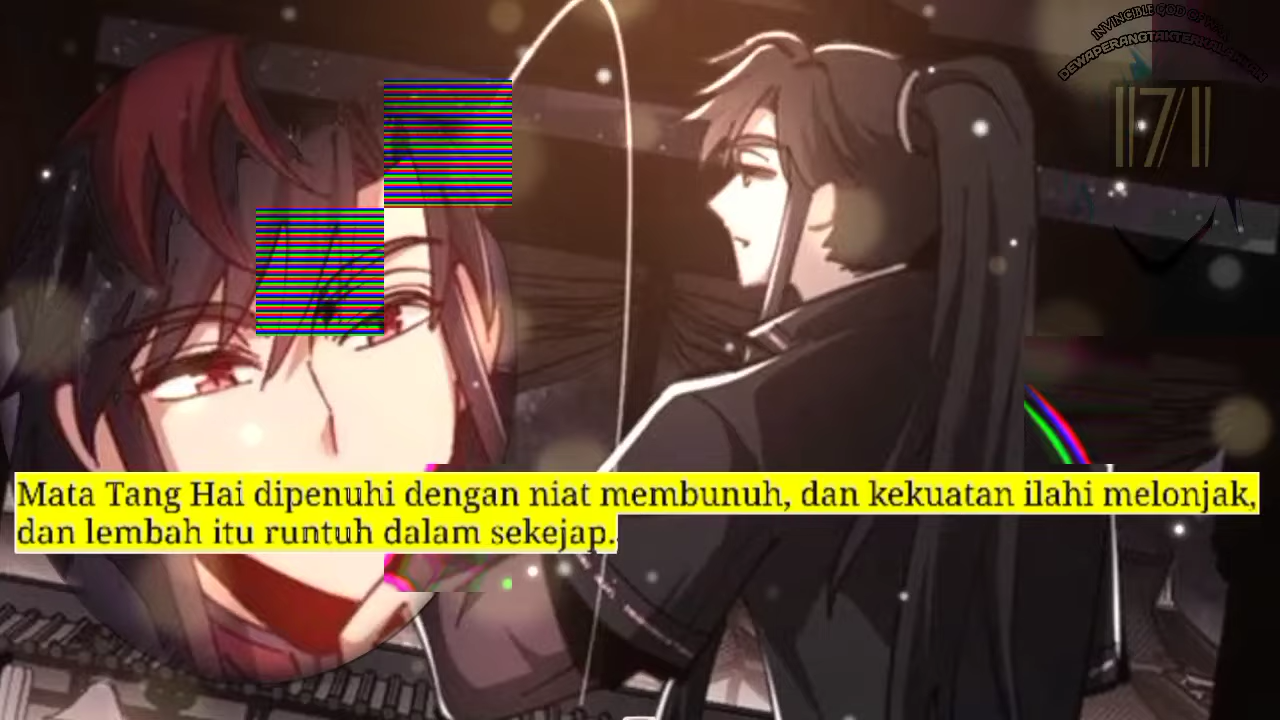 INVINCIBLE GOD OF
DEWAPERANGTAKTERKALAHKAN
171
Mata Tang Hai dipenuhi dengan niat membunuh, dan kekuatan ilahi melonjak,
dan lembah itu runtuh dalam sekejap.